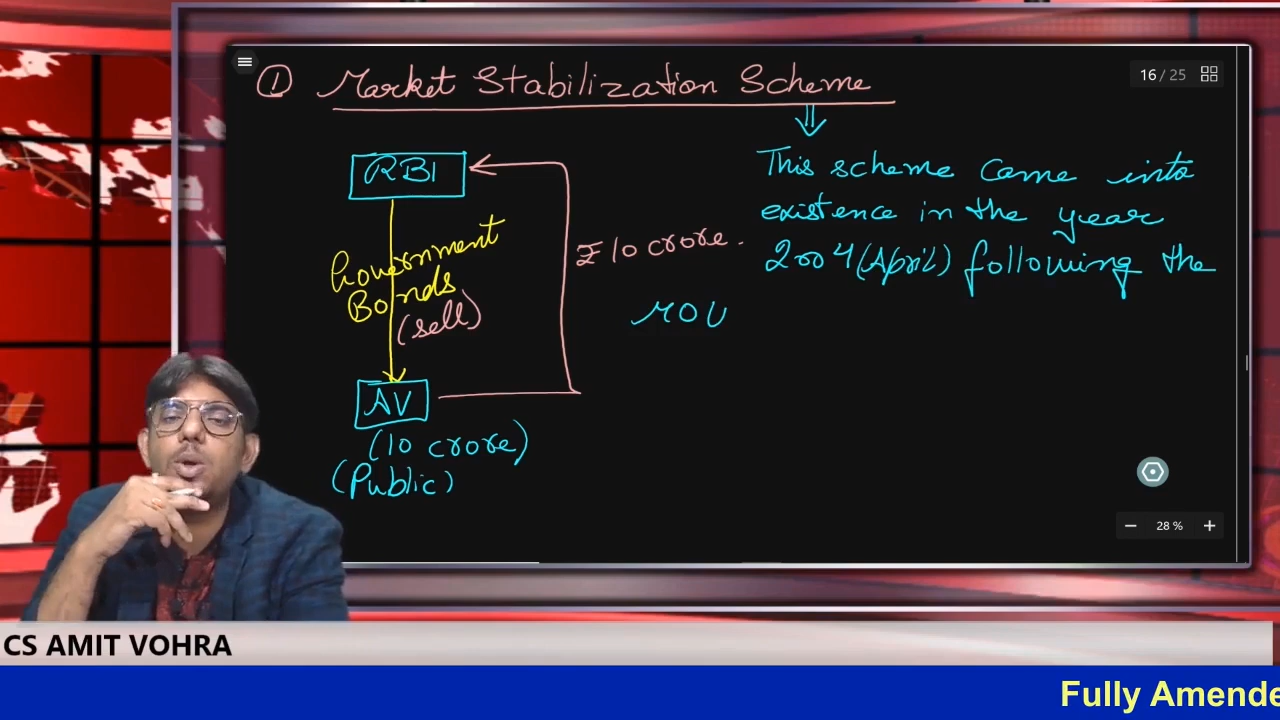 ① Market Stabilization Scheme
16 / 25
⇓
RBI
This scheme came into
existence in the year
2004 (April) following the
MOU
Government
Bonds
(sell)
₹ 10 crore.
AV
(10 crore)
(Public)
28 %
CS AMIT VOHRA
Fully Amende